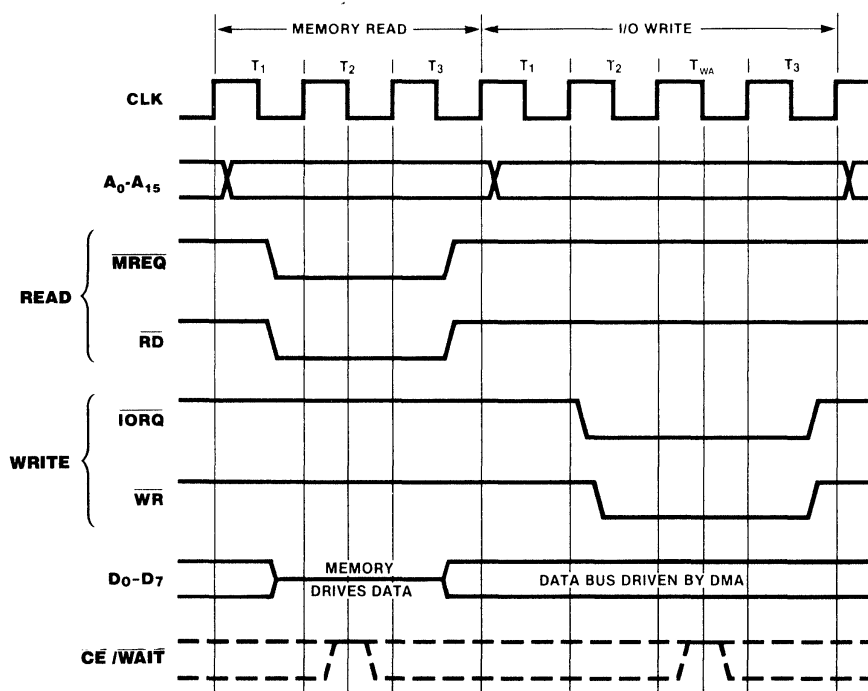 MEMORY READ I/O WRITE
T1 T2 T3 T1 T2 TWA T3
CLK
A0-A15
READ
MREQ
RD
WRITE
IORQ
WR
D0-D7
MEMORY
DRIVES DATA
DATA BUS DRIVEN BY DMA
CE/WAIT